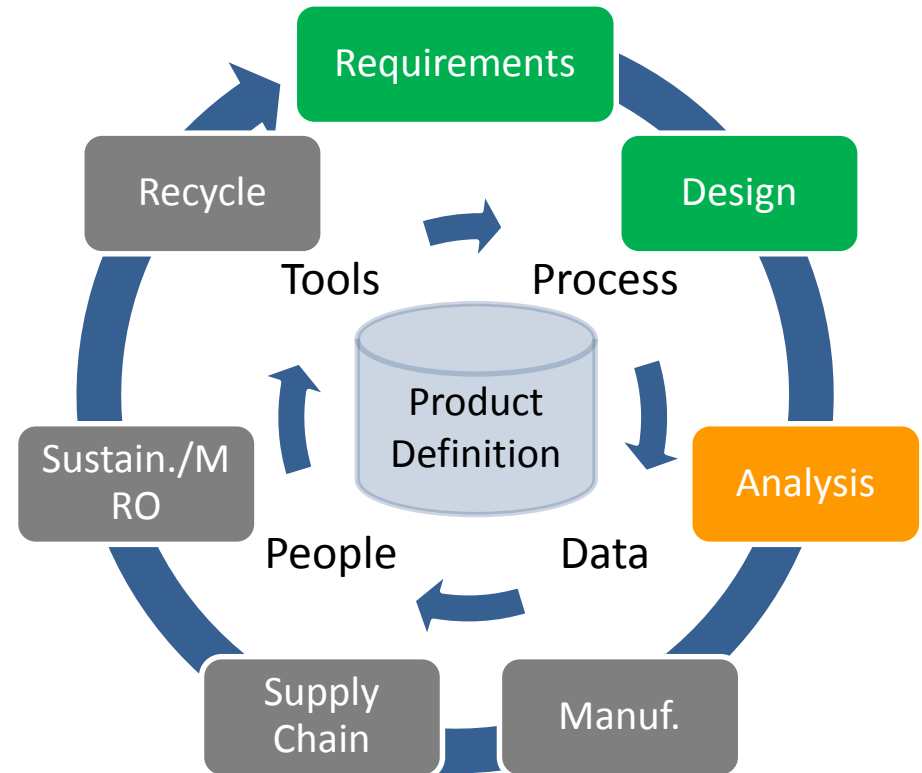 Requirements
Recycle
Design
Tools
Process
Product
Definition
Sustain./M
RO
Analysis
People
Data
Supply
Chain
Manuf.